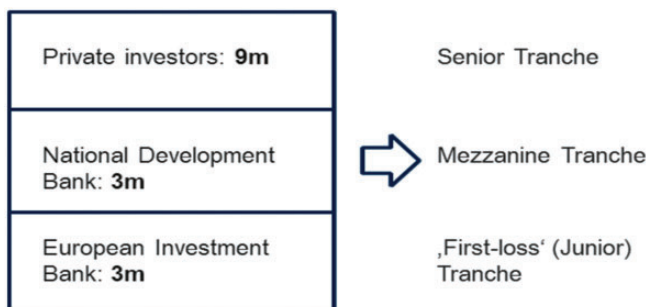 Private investors: 9m
Senior Tranche
National Development
Bank: 3m
Mezzanine Tranche
European Investment
Bank: 3m
‚First-loss‘ (Junior)
Tranche